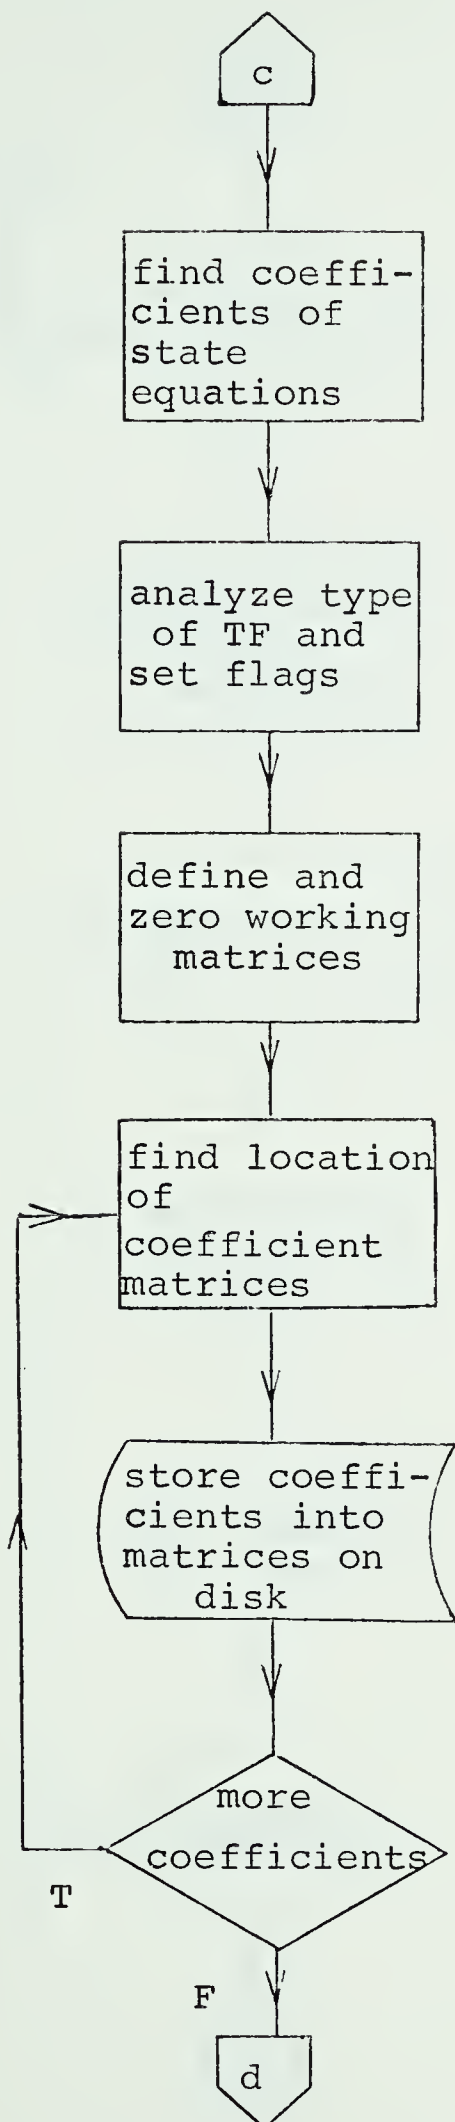 c
find coeffi-
cients of
state
equations
analyze type
of TF and
set flags
define and
zero working
matrices
find location
of
coefficient
matrices
store coeffi-
cients into
matrices on
disk
more
coefficients
T
F
d